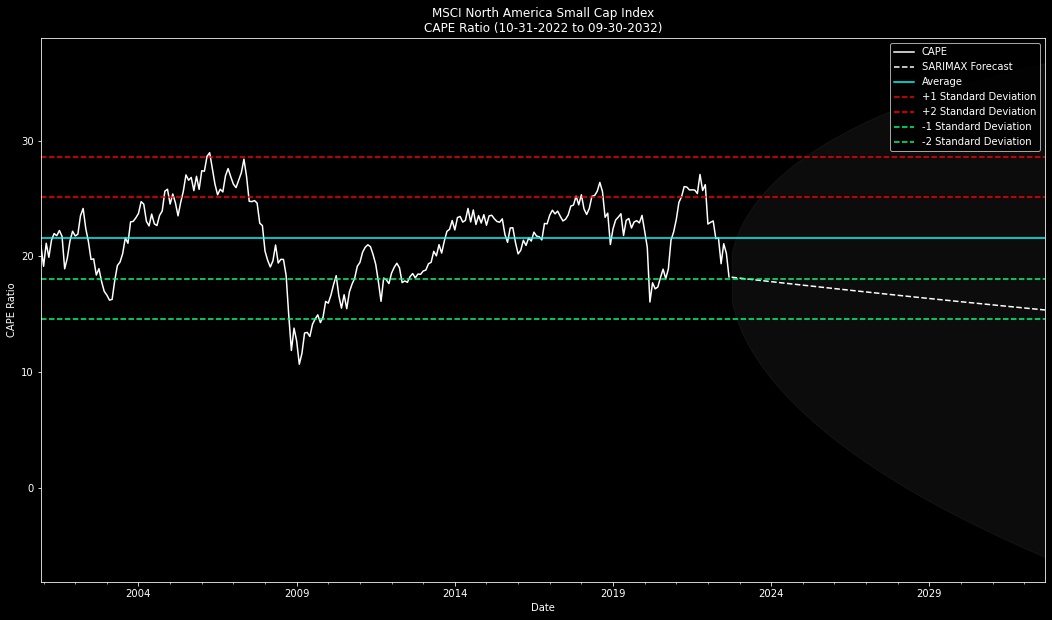 MSCI North America Small Cap Index
CAPE Ratio (10-31-2022 to 09-30-2032)
CAPE
SARIMAX Forecast
Average
+1 Standard Deviation
+2 Standard Deviation
-1 Standard Deviation
-2 Standard Deviation
30
20
10
0
CAPE Ratio
2004 2009 2014 2019 2024 2029
Date